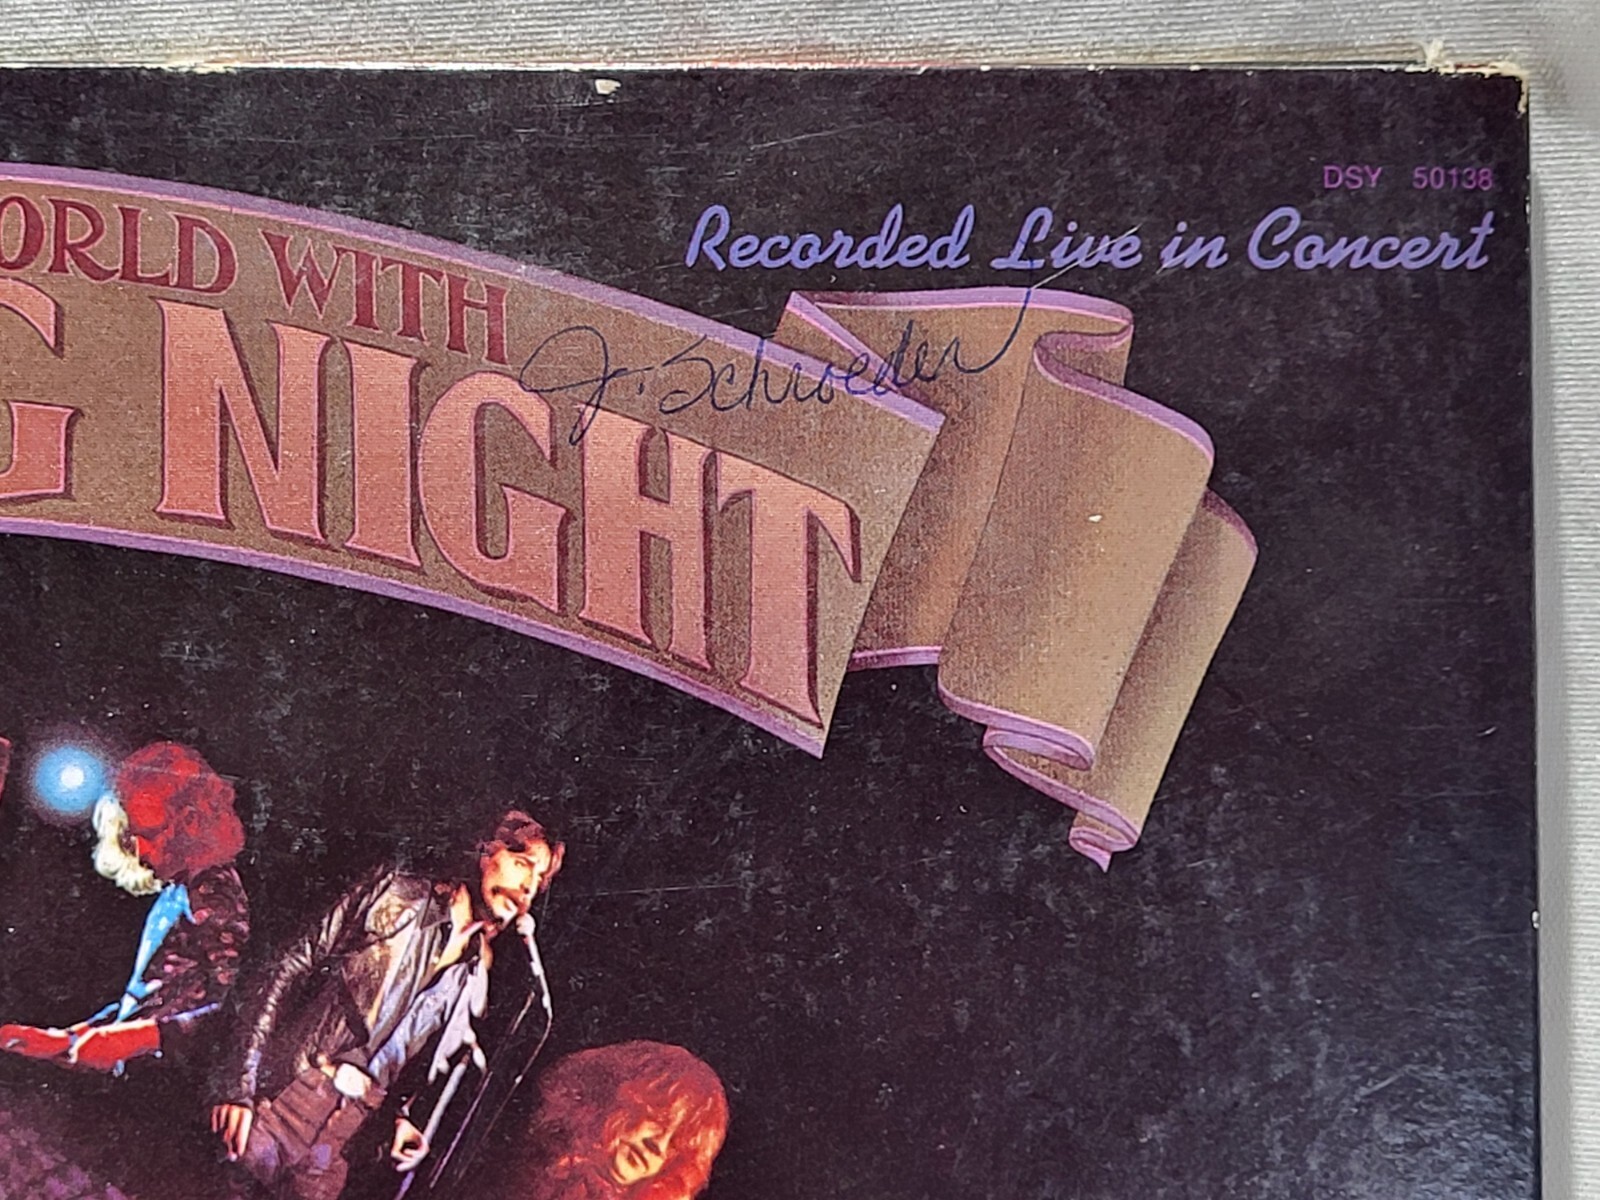 DSY 50138
Recorded Live in Concert
ORLD WITH
G NIGHT
J. Schroeder